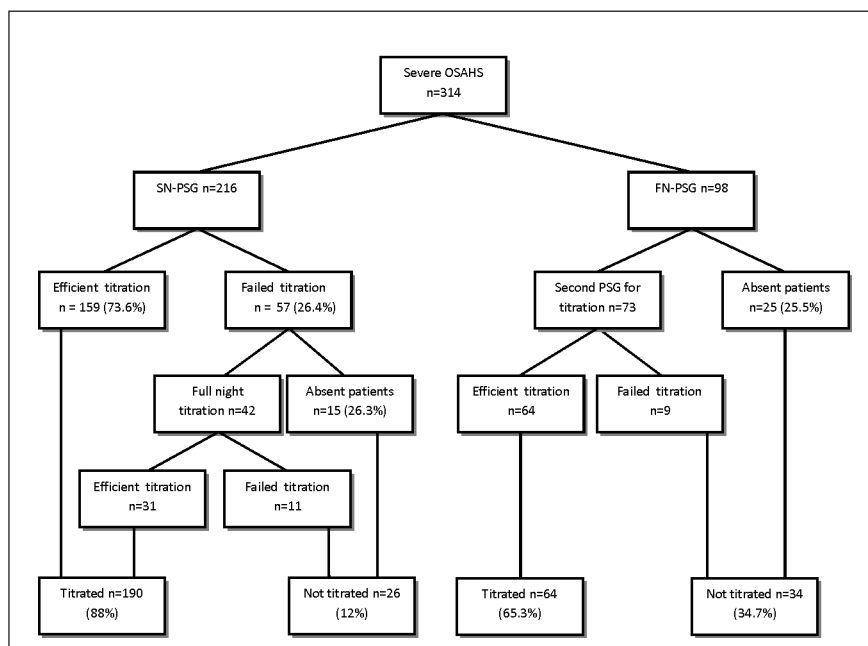 Severe OSAHS
n=314
SN-PSG n=216
FN-PSG n=98
Efficient titration
n = 159 (73.6%)
Failed titration
n = 57 (26.4%)
Second PSG for
titration n=73
Absent patients
n=25 (25.5%)
Full night
titration n=42
Absent patients
n=15 (26.3%)
Efficient titration
n=64
Failed titration
n=9
Efficient titration
n=31
Failed titration
n=11
Titrated n=190
(88%)
Not titrated n=26
(12%)
Titrated n=64
(65.3%)
Not titrated n=34
(34.7%)